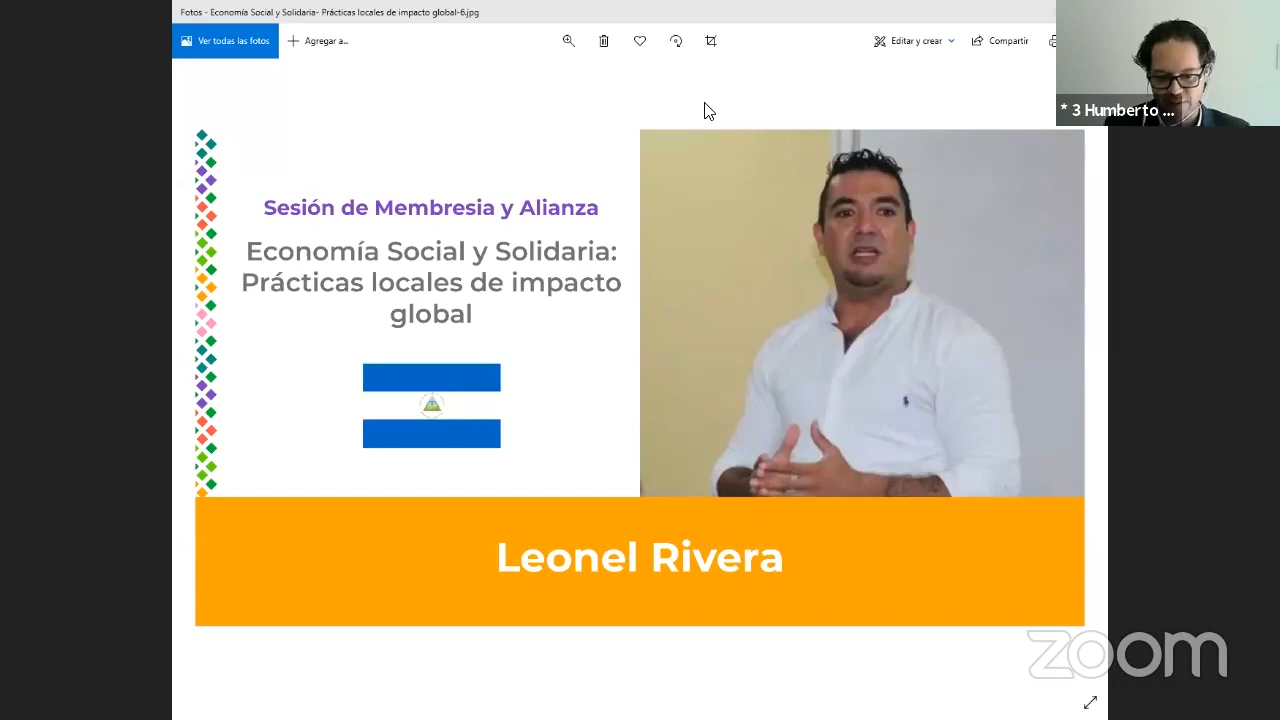 Fotos - Economía Social y Solidaria- Prácticas locales de impacto global-6.jpg
Ver todas las fotos
Agregar a...
Editar y crear
Compartir
* 3 Humberto ...
Sesión de Membresia y Alianza
Economía Social y Solidaria:
Prácticas locales de impacto
global
Leonel Rivera
zoom